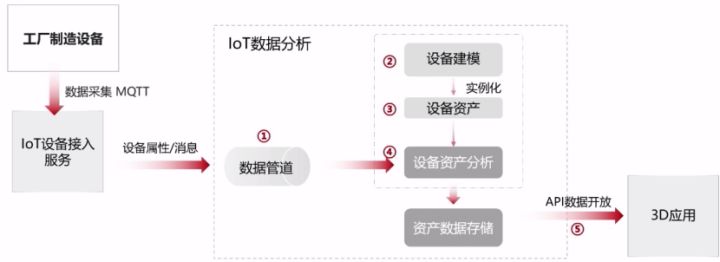 工厂制造设备
数据采集 MQTT
IoT设备接入
服务
设备属性/消息
IoT数据分析
①
数据管道
②
设备建模
实例化
③
设备资产
④
设备资产分析
资产数据存储
API数据开放
⑤
3D应用